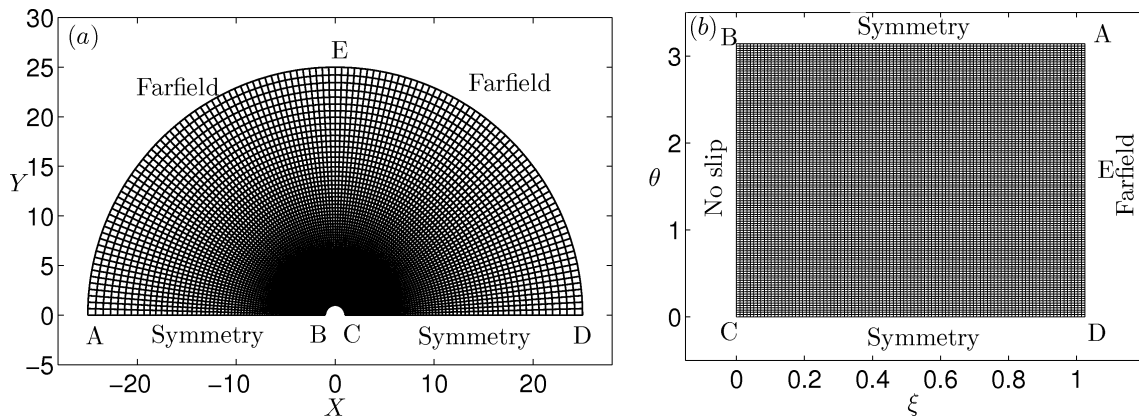 (a)
30
25
20
15
10
5
0
−5
Y
E
Farfield
Farfield
A
Symmetry
B
C
Symmetry
D
−20
−10
0
10
20
X
(b)
Symmetry
B
A
3
2
1
0
θ
No slip
E
Farfield
C
Symmetry
D
0
0.2
0.4
0.6
0.8
1
ξ